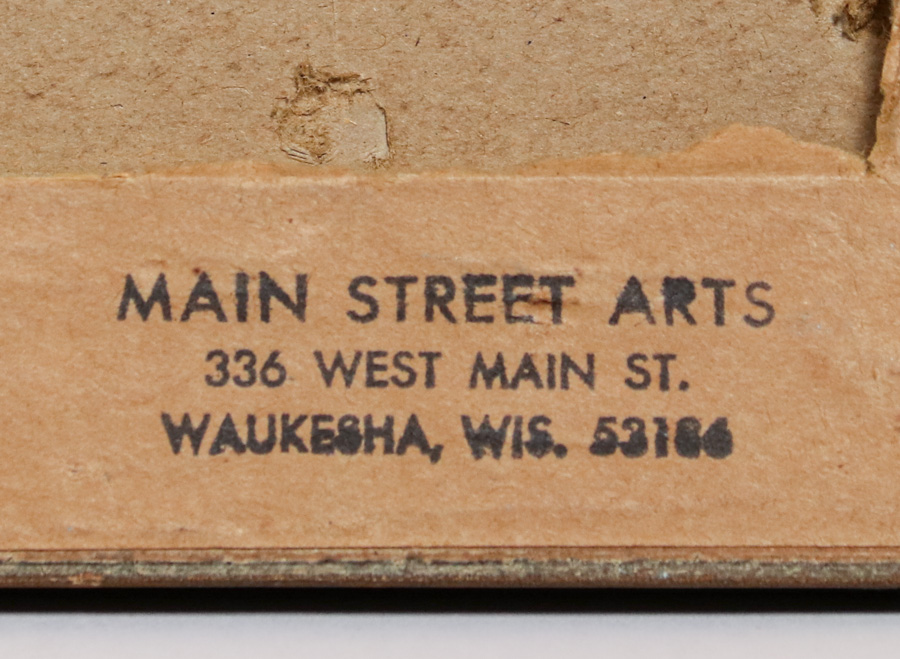 MAIN STREET ARTS
336 WEST MAIN ST.
WAUKESHA, WIS. 53186